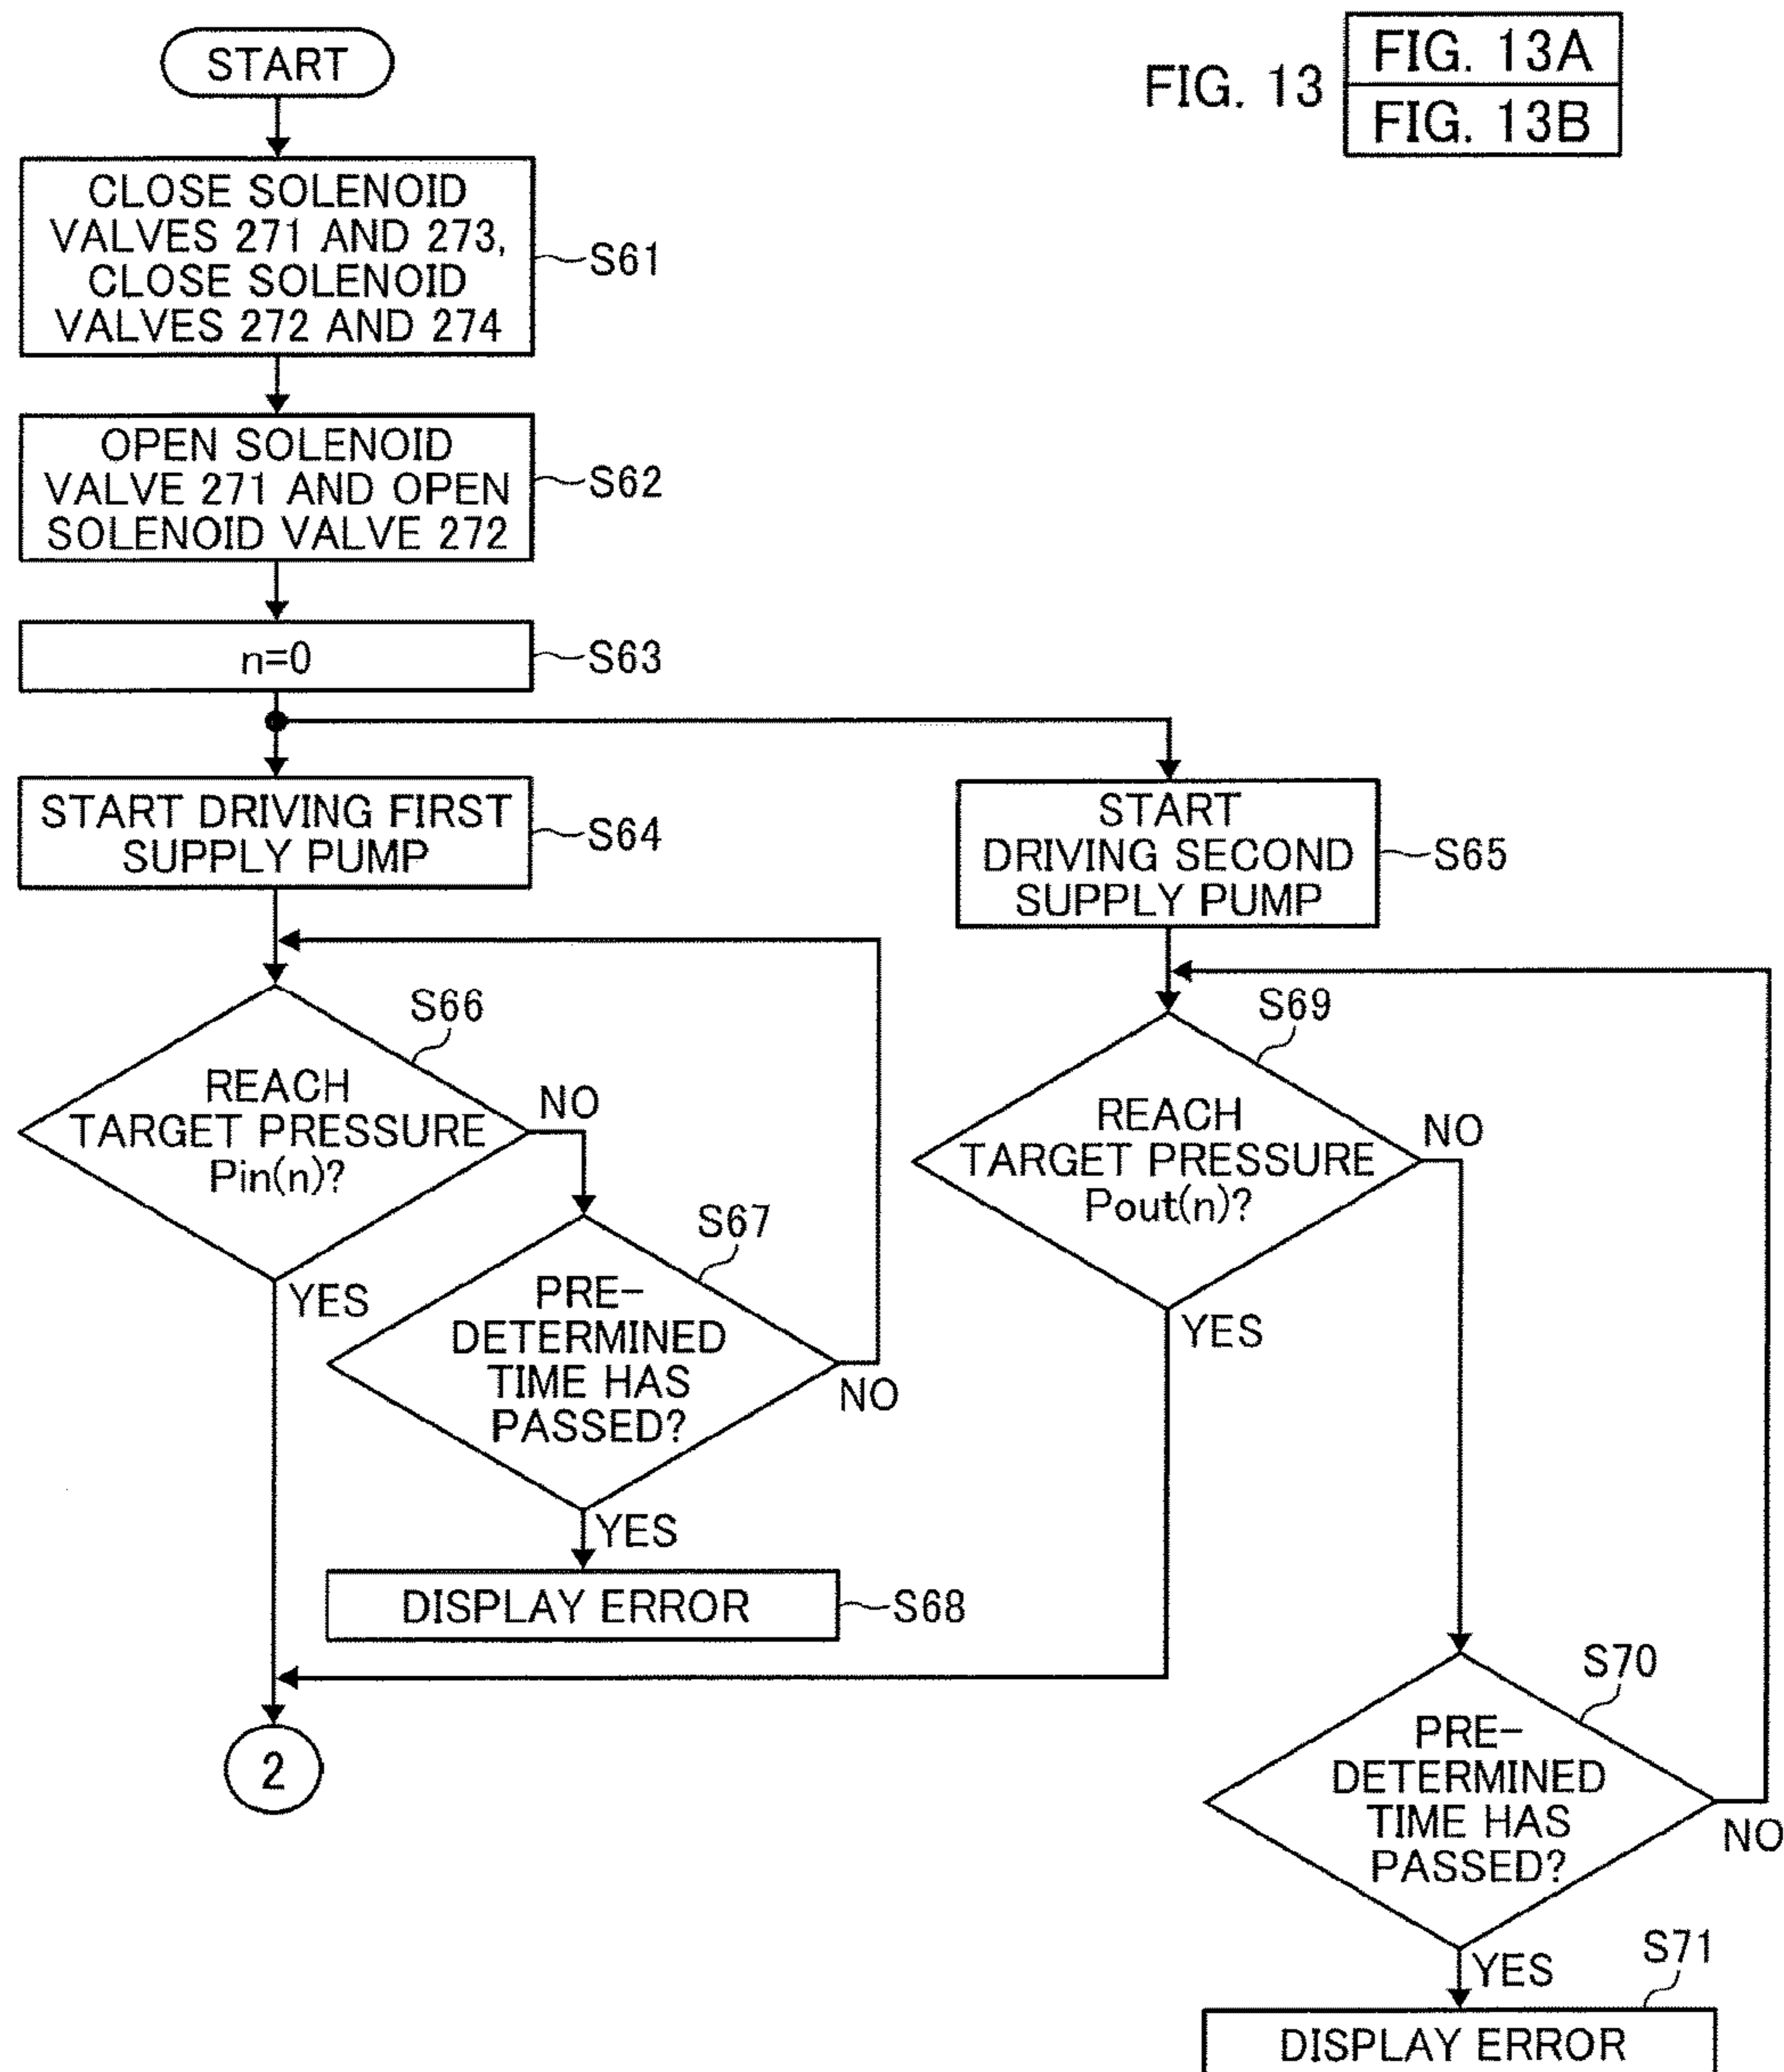 FIG. 13
FIG. 13A
FIG. 13B
START
CLOSE SOLENOID
VALVES 271 AND 273,
CLOSE SOLENOID
VALVES 272 AND 274
S61
OPEN SOLENOID
VALVE 271 AND OPEN
SOLENOID VALVE 272
S62
n=0
S63
START DRIVING FIRST
SUPPLY PUMP
S64
START
DRIVING SECOND
SUPPLY PUMP
S65
S66
REACH
TARGET PRESSURE
Pin(n)?
NO
YES
S67
PRE-
DETERMINED
TIME HAS
PASSED?
NO
YES
DISPLAY ERROR
S68
S69
REACH
TARGET PRESSURE
Pout(n)?
NO
YES
S70
PRE-
DETERMINED
TIME HAS
PASSED?
NO
YES
S71
DISPLAY ERROR
2